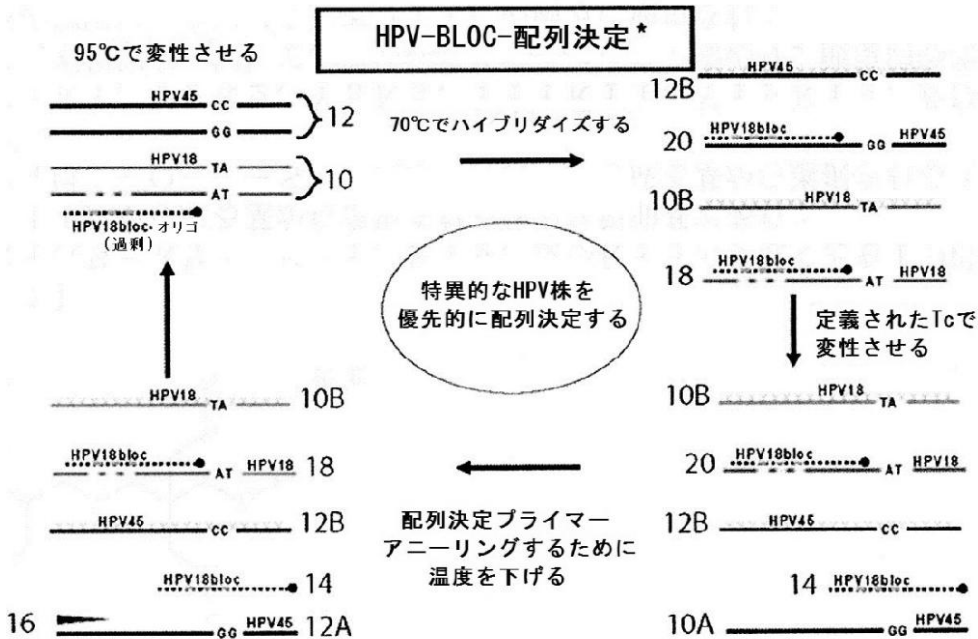 HPV-BLOC-配列決定*
95℃で変性させる
HPV45 CC
GG
12
HPV18 TA
AT
10
HPV18bloc・オリゴ
(過剰)
70℃でハイブリダイズする
12B HPV45 CC
20 HPV18bloc GG HPV45
10B HPV18 TA
18 HPV18bloc AT HPV18
特異的なHPV株を
優先的に配列決定する
定義されたTcで
変性させる
10B HPV18 TA
20 HPV18bloc AT HPV18
12B HPV45 CC
14 HPV18bloc
10A GG HPV45
配列決定プライマー
アニーリングするために
温度を下げる
HPV18 TA 10B
HPV18bloc AT HPV18 18
HPV45 CC 12B
HPV18bloc 14
16 GG HPV45 12A